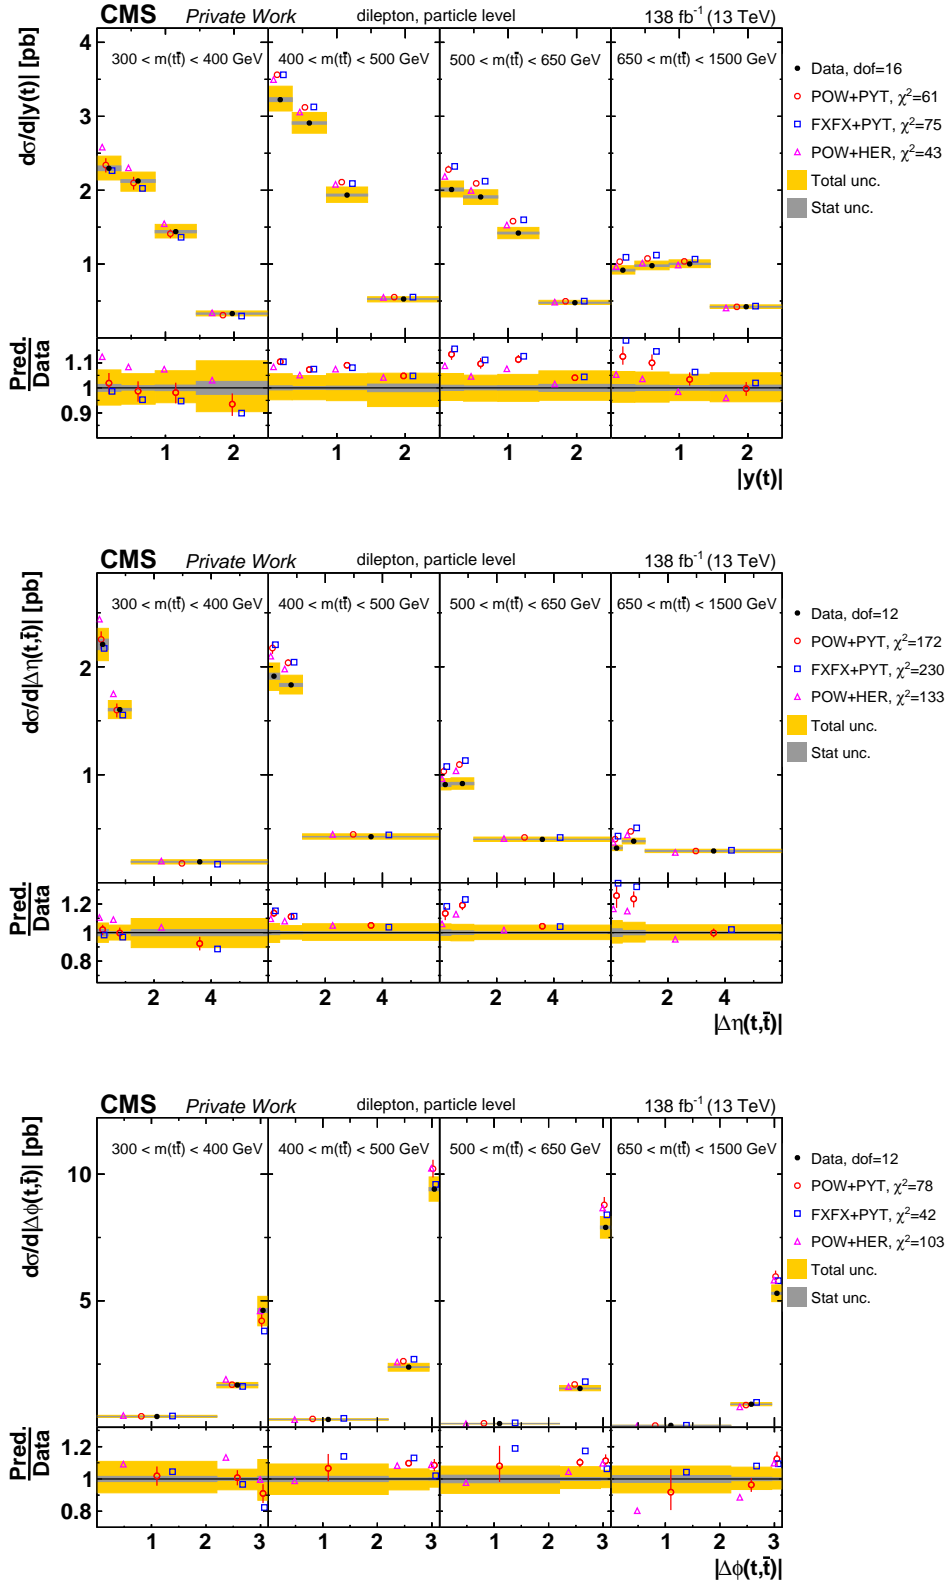 CMS Private Work dilepton, particle level 138 fb⁻¹ (13 TeV)
dσ/d|y(t)| [pb]
300 < m(tt̄) < 400 GeV 400 < m(tt̄) < 500 GeV 500 < m(tt̄) < 650 GeV 650 < m(tt̄) < 1500 GeV
4
3
2
1
Data, dof=16
POW+PYT, χ²=61
FXFX+PYT, χ²=75
POW+HER, χ²=43
Total unc.
Stat unc.
Pred.
Data
1.1
1
0.9
1 2 1 2 1 2 1 2
|y(t)|
CMS Private Work dilepton, particle level 138 fb⁻¹ (13 TeV)
dσ/d|Δη(t,t̄)| [pb]
300 < m(tt̄) < 400 GeV 400 < m(tt̄) < 500 GeV 500 < m(tt̄) < 650 GeV 650 < m(tt̄) < 1500 GeV
2
1
Data, dof=12
POW+PYT, χ²=172
FXFX+PYT, χ²=230
POW+HER, χ²=133
Total unc.
Stat unc.
Pred.
Data
1.2
1
0.8
2 4 2 4 2 4 2 4 6
|Δη(t,t̄)|
CMS Private Work dilepton, particle level 138 fb⁻¹ (13 TeV)
dσ/d|Δϕ(t,t̄)| [pb]
300 < m(tt̄) < 400 GeV 400 < m(tt̄) < 500 GeV 500 < m(tt̄) < 650 GeV 650 < m(tt̄) < 1500 GeV
10
5
Data, dof=12
POW+PYT, χ²=78
FXFX+PYT, χ²=42
POW+HER, χ²=103
Total unc.
Stat unc.
Pred.
Data
1.2
1
0.8
1 2 3 1 2 3 1 2 3 1 2 3
|Δϕ(t,t̄)|